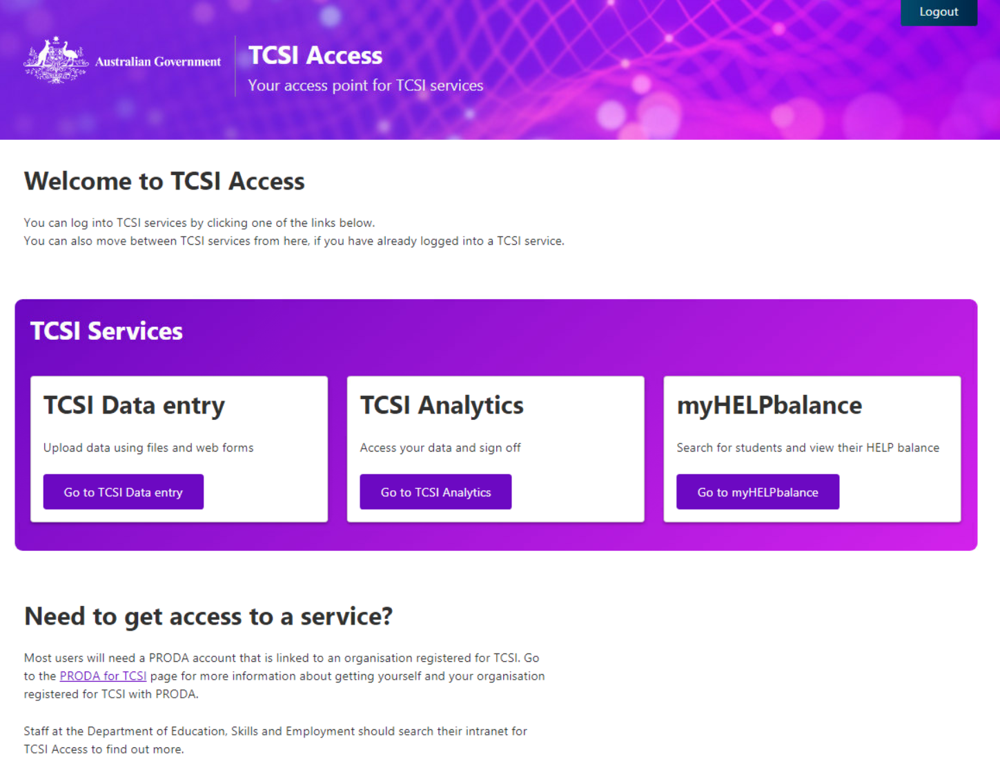 Logout
Australian Government
TCSI Access
Your access point for TCSI services
Welcome to TCSI Access
You can log into TCSI services by clicking one of the links below.
You can also move between TCSI services from here, if you have already logged into a TCSI service.
TCSI Services
TCSI Data entry
Upload data using files and web forms
Go to TCSI Data entry
TCSI Analytics
Access your data and sign off
Go to TCSI Analytics
myHELPbalance
Search for students and view their HELP balance
Go to myHELPbalance
Need to get access to a service?
Most users will need a PRODA account that is linked to an organisation registered for TCSI. Go
to the PRODA for TCSI page for more information about getting yourself and your organisation
registered for TCSI with PRODA.
Staff at the Department of Education, Skills and Employment should search their intranet for
TCSI Access to find out more.